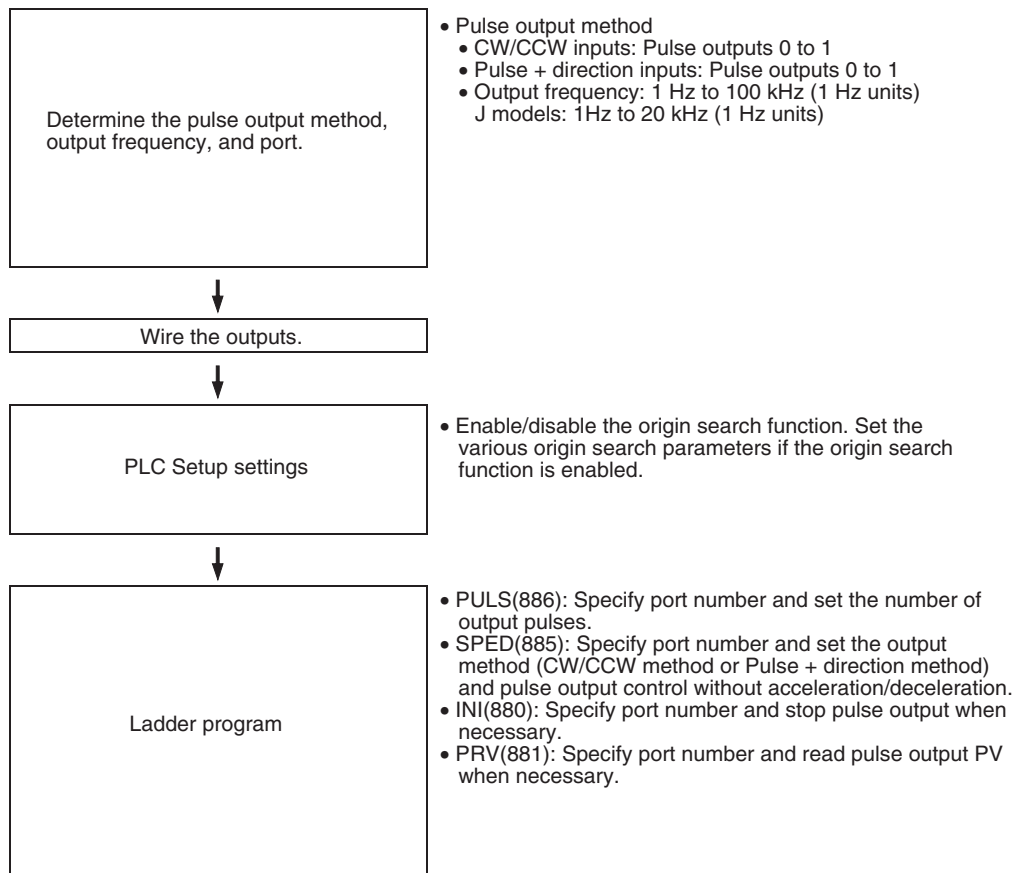 Determine the pulse output method,
output frequency, and port.
• Pulse output method
• CW/CCW inputs: Pulse outputs 0 to 1
• Pulse + direction inputs: Pulse outputs 0 to 1
• Output frequency: 1 Hz to 100 kHz (1 Hz units)
J models: 1Hz to 20 kHz (1 Hz units)
Wire the outputs.
PLC Setup settings
• Enable/disable the origin search function. Set the
various origin search parameters if the origin search
function is enabled.
Ladder program
• PULS(886): Specify port number and set the number of
output pulses.
• SPED(885): Specify port number and set the output
method (CW/CCW method or Pulse + direction method)
and pulse output control without acceleration/deceleration.
• INI(880): Specify port number and stop pulse output when
necessary.
• PRV(881): Specify port number and read pulse output PV
when necessary.